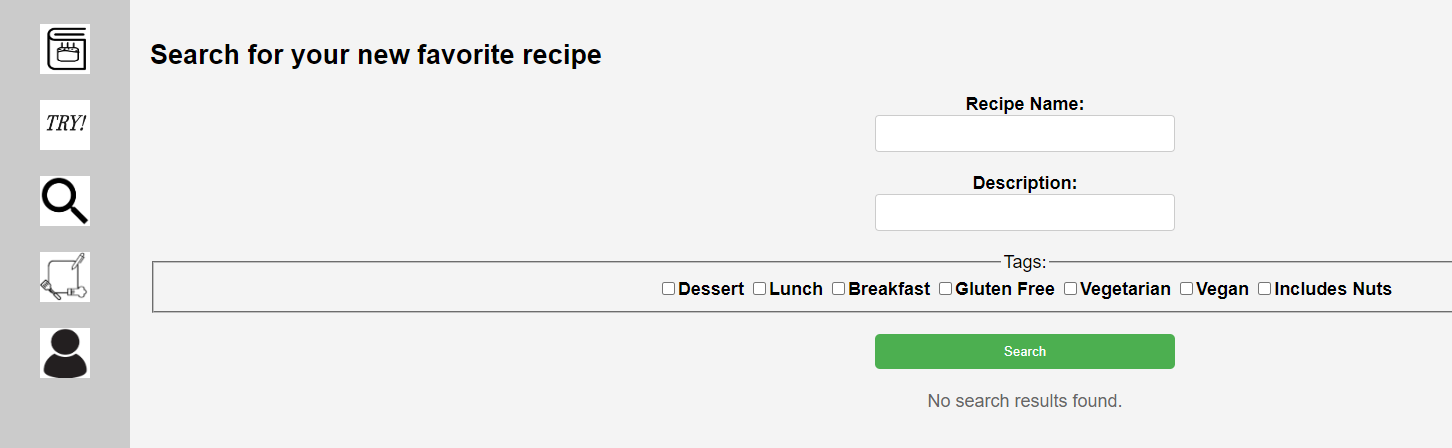 Search for your new favorite recipe
TRY!
Recipe Name:
Description:
Tags:
Dessert Lunch Breakfast Gluten Free Vegetarian Vegan Includes Nuts
Search
No search results found.